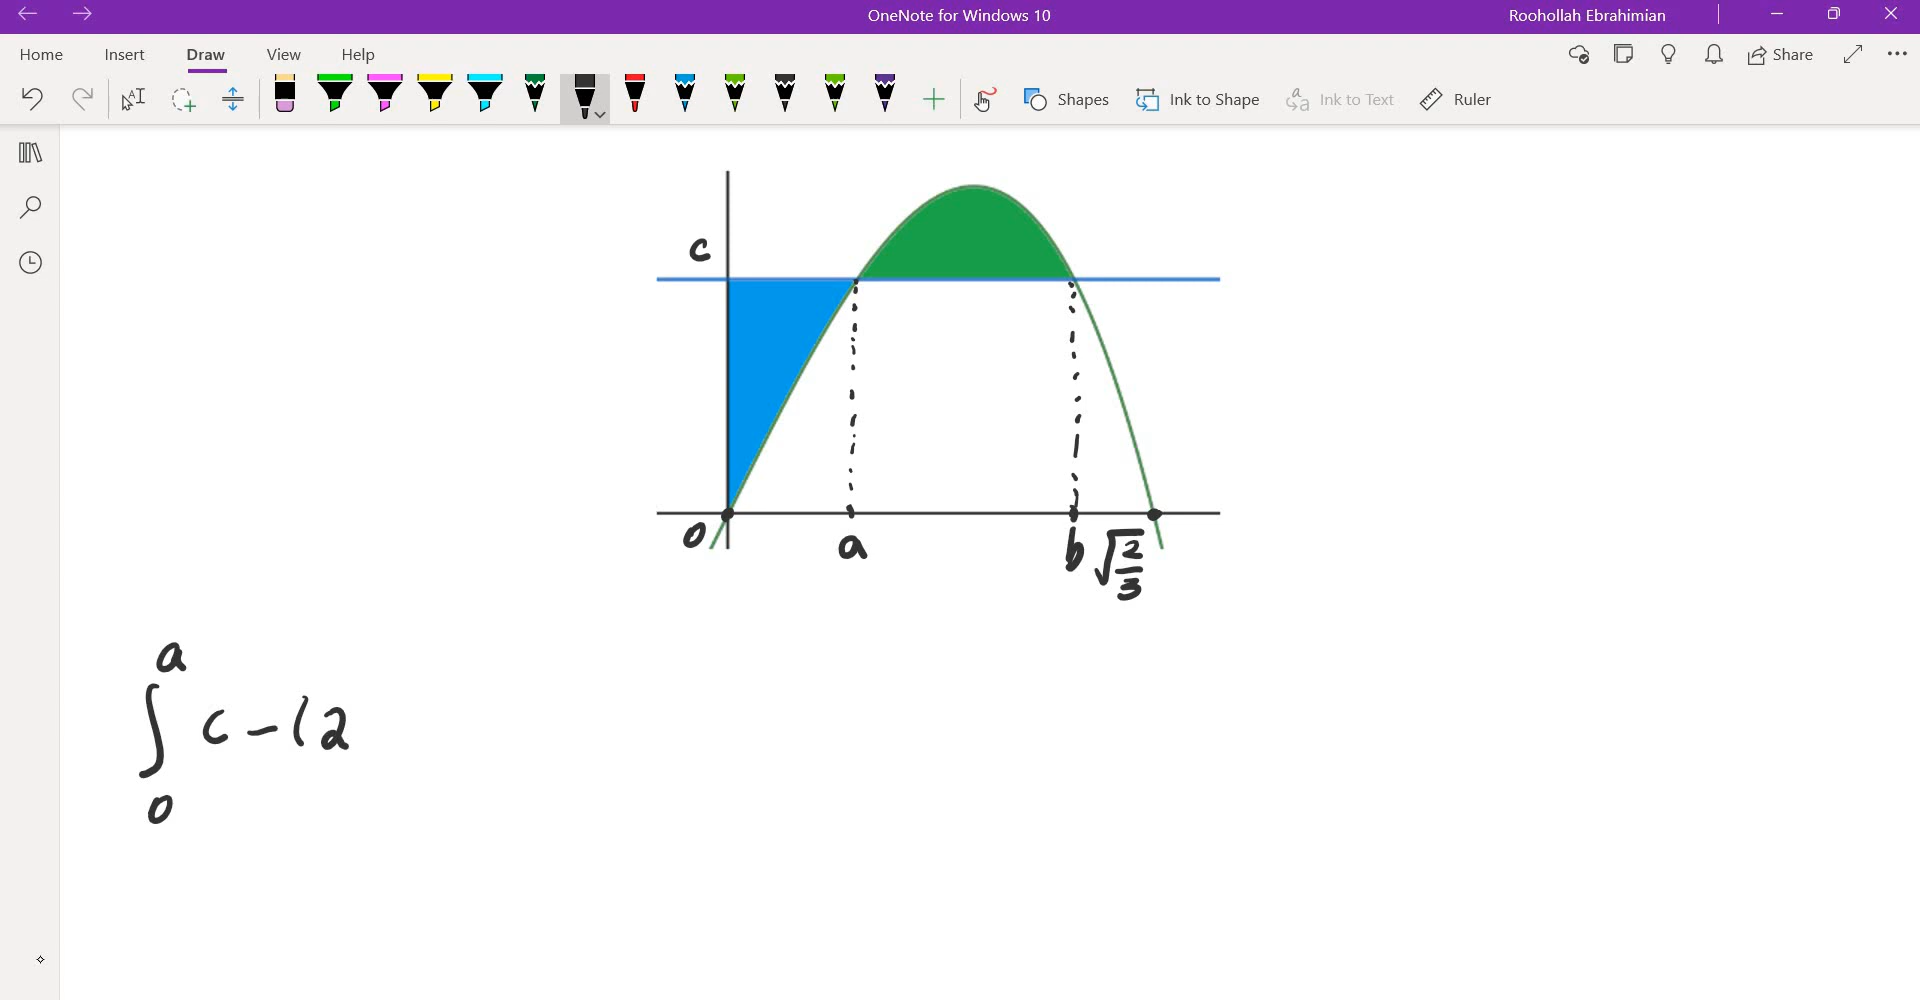 OneNote for Windows 10
Roohollah Ebrahimian
Home Insert Draw View Help
Share
Shapes Ink to Shape Ink to Text Ruler
c
0 a b √2/3
∫₀ᵃ c - (2